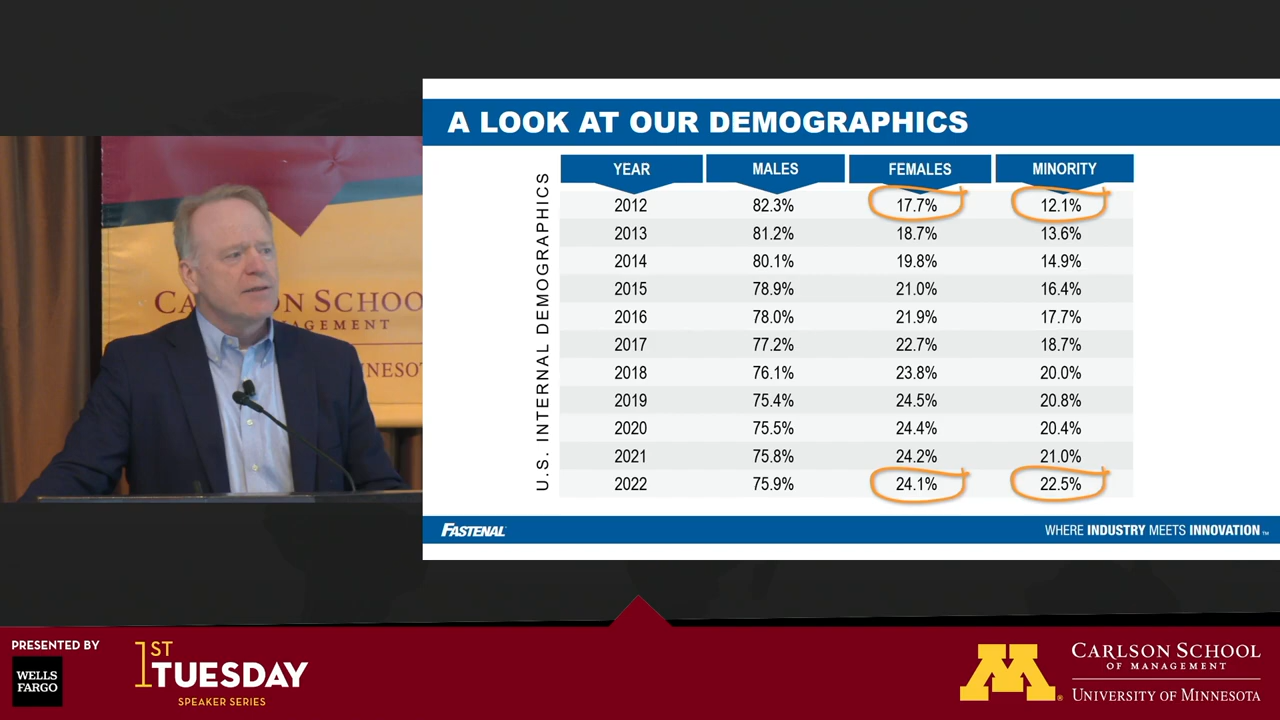 A LOOK AT OUR DEMOGRAPHICS
U.S. INTERNAL DEMOGRAPHICS
YEAR MALES FEMALES MINORITY
2012 82.3% 17.7% 12.1%
2013 81.2% 18.7% 13.6%
2014 80.1% 19.8% 14.9%
2015 78.9% 21.0% 16.4%
2016 78.0% 21.9% 17.7%
2017 77.2% 22.7% 18.7%
2018 76.1% 23.8% 20.0%
2019 75.4% 24.5% 20.8%
2020 75.5% 24.4% 20.4%
2021 75.8% 24.2% 21.0%
2022 75.9% 24.1% 22.5%
FASTENAL WHERE INDUSTRY MEETS INNOVATION ™
SCHOOL
PRESENTED BY
WELLS
FARGO
1ST
TUESDAY
SPEAKER SERIES
M ®
CARLSON SCHOOL
OF MANAGEMENT
UNIVERSITY OF MINNESOTA